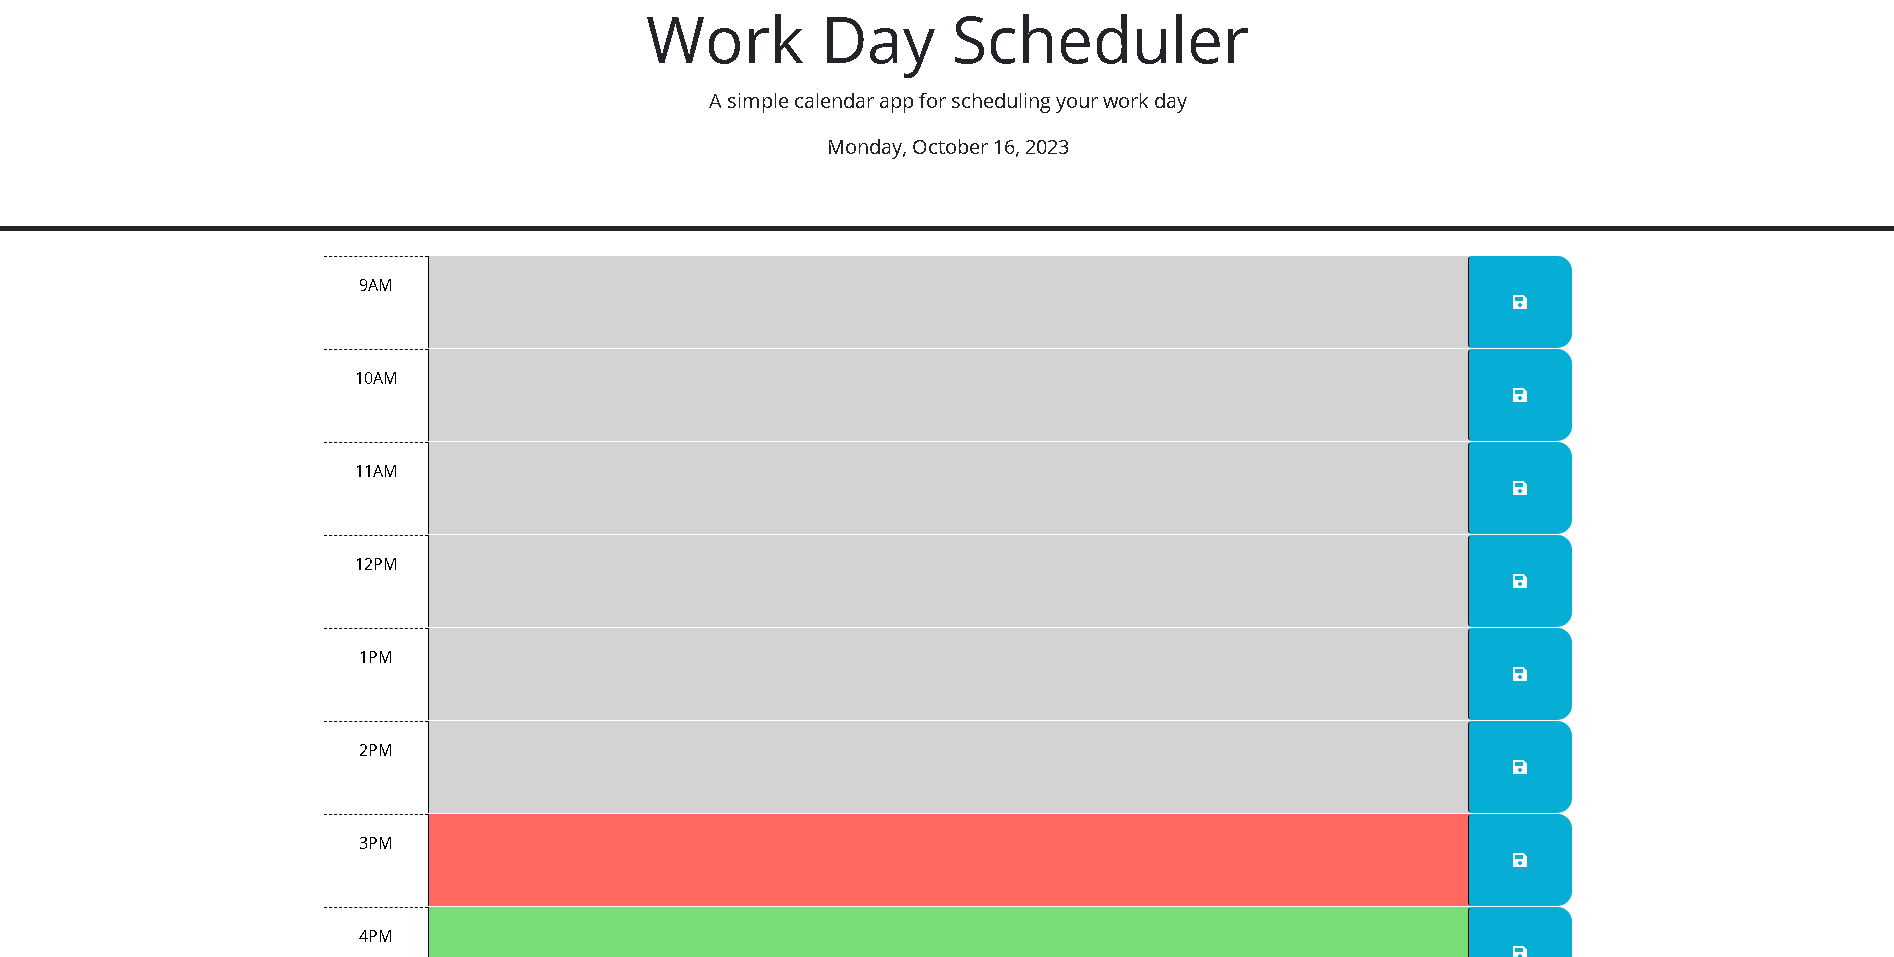 Work Day Scheduler
A simple calendar app for scheduling your work day
Monday, October 16, 2023
9AM
10AM
11AM
12PM
1PM
2PM
3PM
4PM